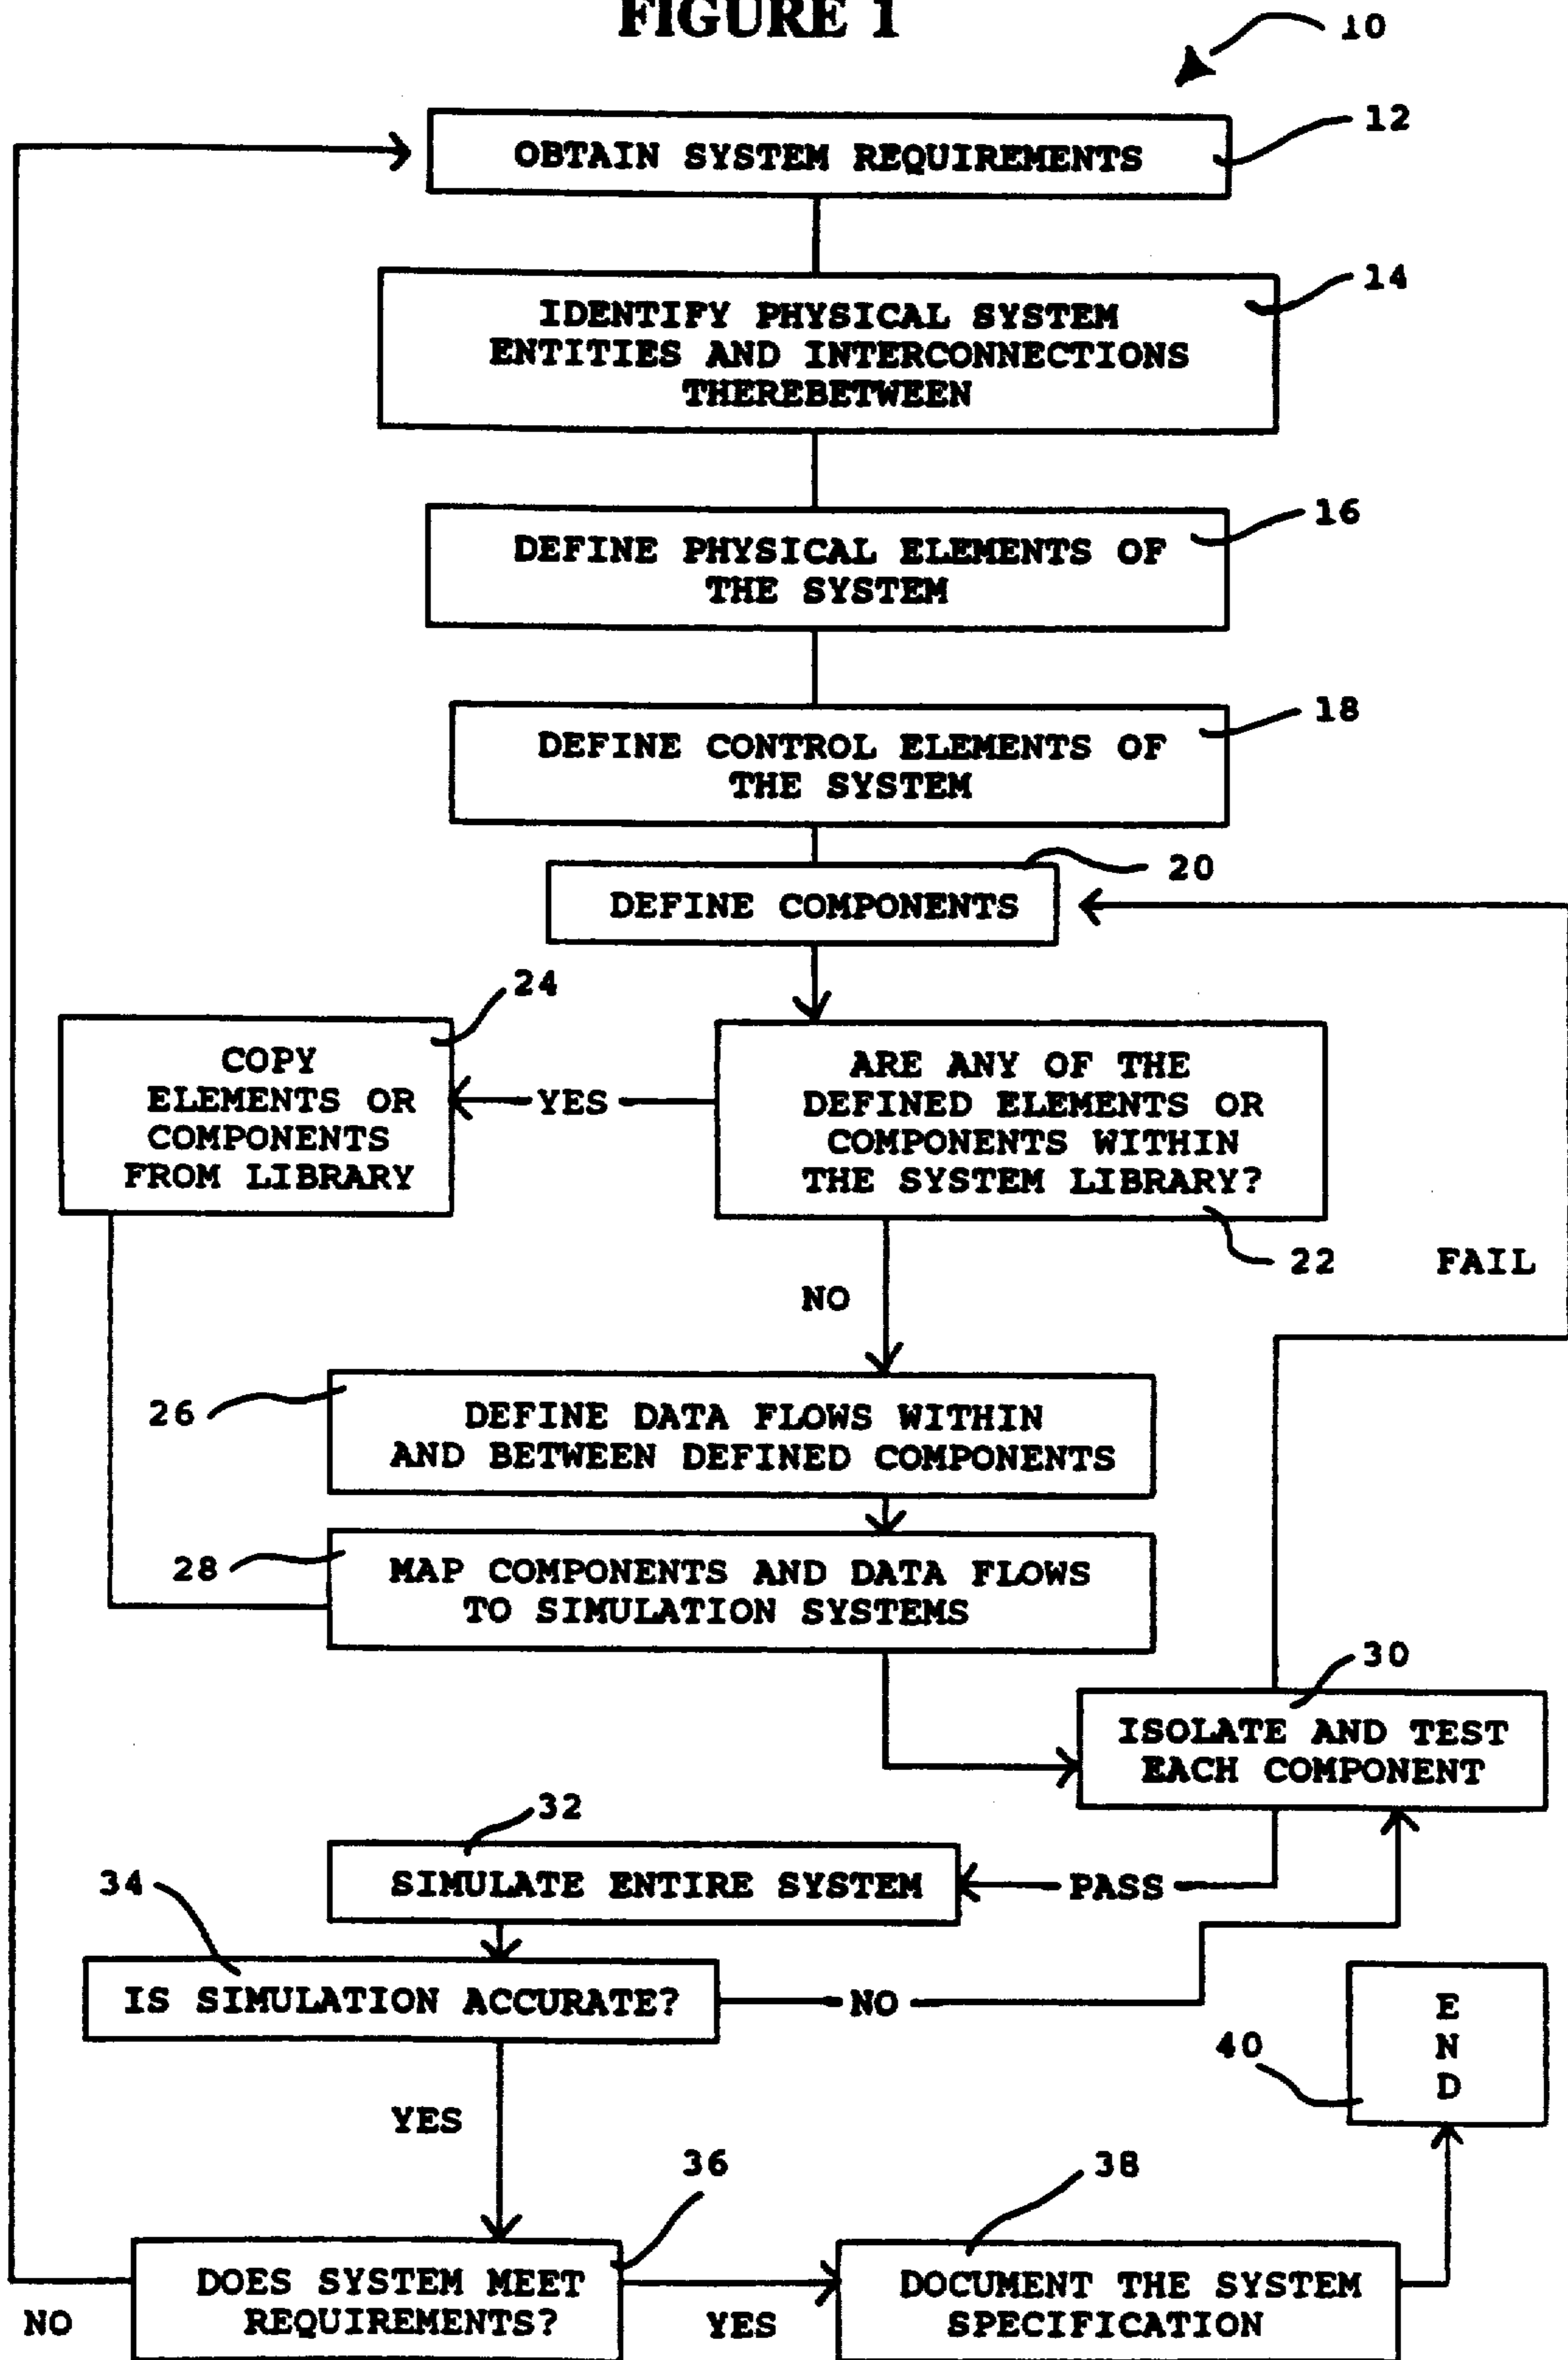 FIGURE 1
10
OBTAIN SYSTEM REQUIREMENTS
12
IDENTIFY PHYSICAL SYSTEM
ENTITIES AND INTERCONNECTIONS
THEREBETWEEN
14
DEFINE PHYSICAL ELEMENTS OF
THE SYSTEM
16
DEFINE CONTROL ELEMENTS OF
THE SYSTEM
18
DEFINE COMPONENTS
20
24
COPY
ELEMENTS OR
COMPONENTS
FROM LIBRARY
YES
ARE ANY OF THE
DEFINED ELEMENTS OR
COMPONENTS WITHIN
THE SYSTEM LIBRARY?
22
FAIL
NO
26
DEFINE DATA FLOWS WITHIN
AND BETWEEN DEFINED COMPONENTS
28
MAP COMPONENTS AND DATA FLOWS
TO SIMULATION SYSTEMS
30
ISOLATE AND TEST
EACH COMPONENT
32
SIMULATE ENTIRE SYSTEM
PASS
34
IS SIMULATION ACCURATE?
NO
E
N
D
40
YES
36
38
DOES SYSTEM MEET
REQUIREMENTS?
NO
YES
DOCUMENT THE SYSTEM
SPECIFICATION